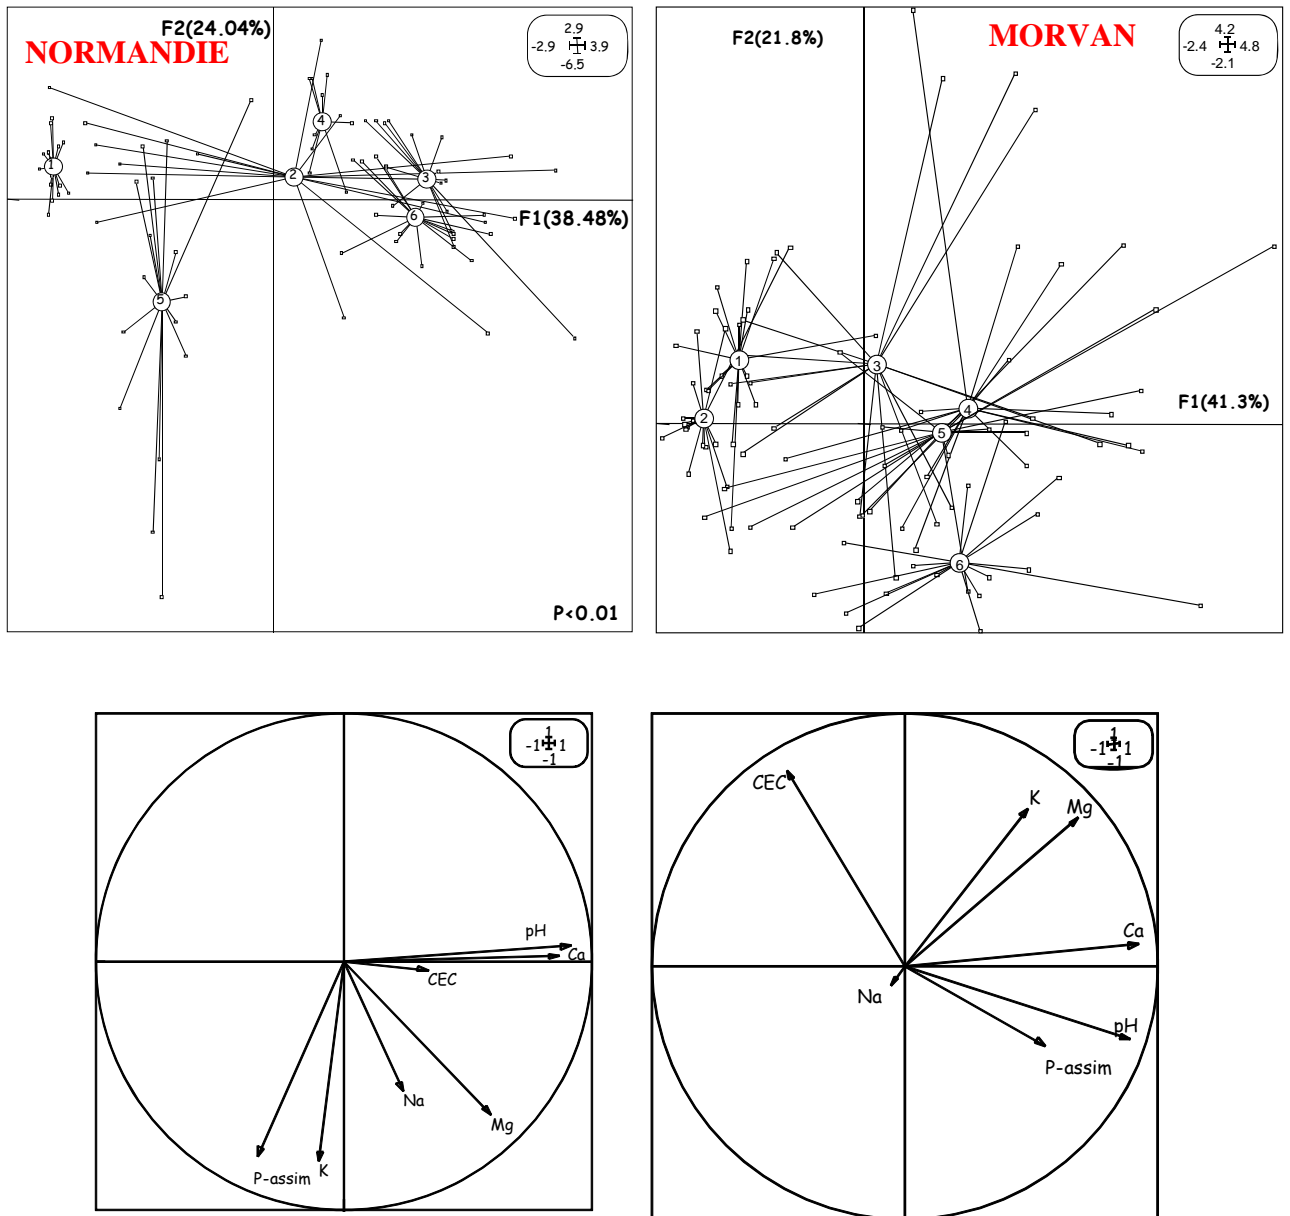 F2(24.04%)
NORMANDIE
2.9
-2.9 3.9
-6.5
1
2
3
4
5
6
F1(38.48%)
P<0.01
F2(21.8%)
MORVAN
4.2
-2.4 4.8
-2.1
1
2
3
4
5
6
F1(41.3%)
1
-1 1
-1
pH
Ca
CEC
Na
Mg
P-assim
K
1
-1 1
-1
CEC
K
Mg
Ca
Na
pH
P-assim